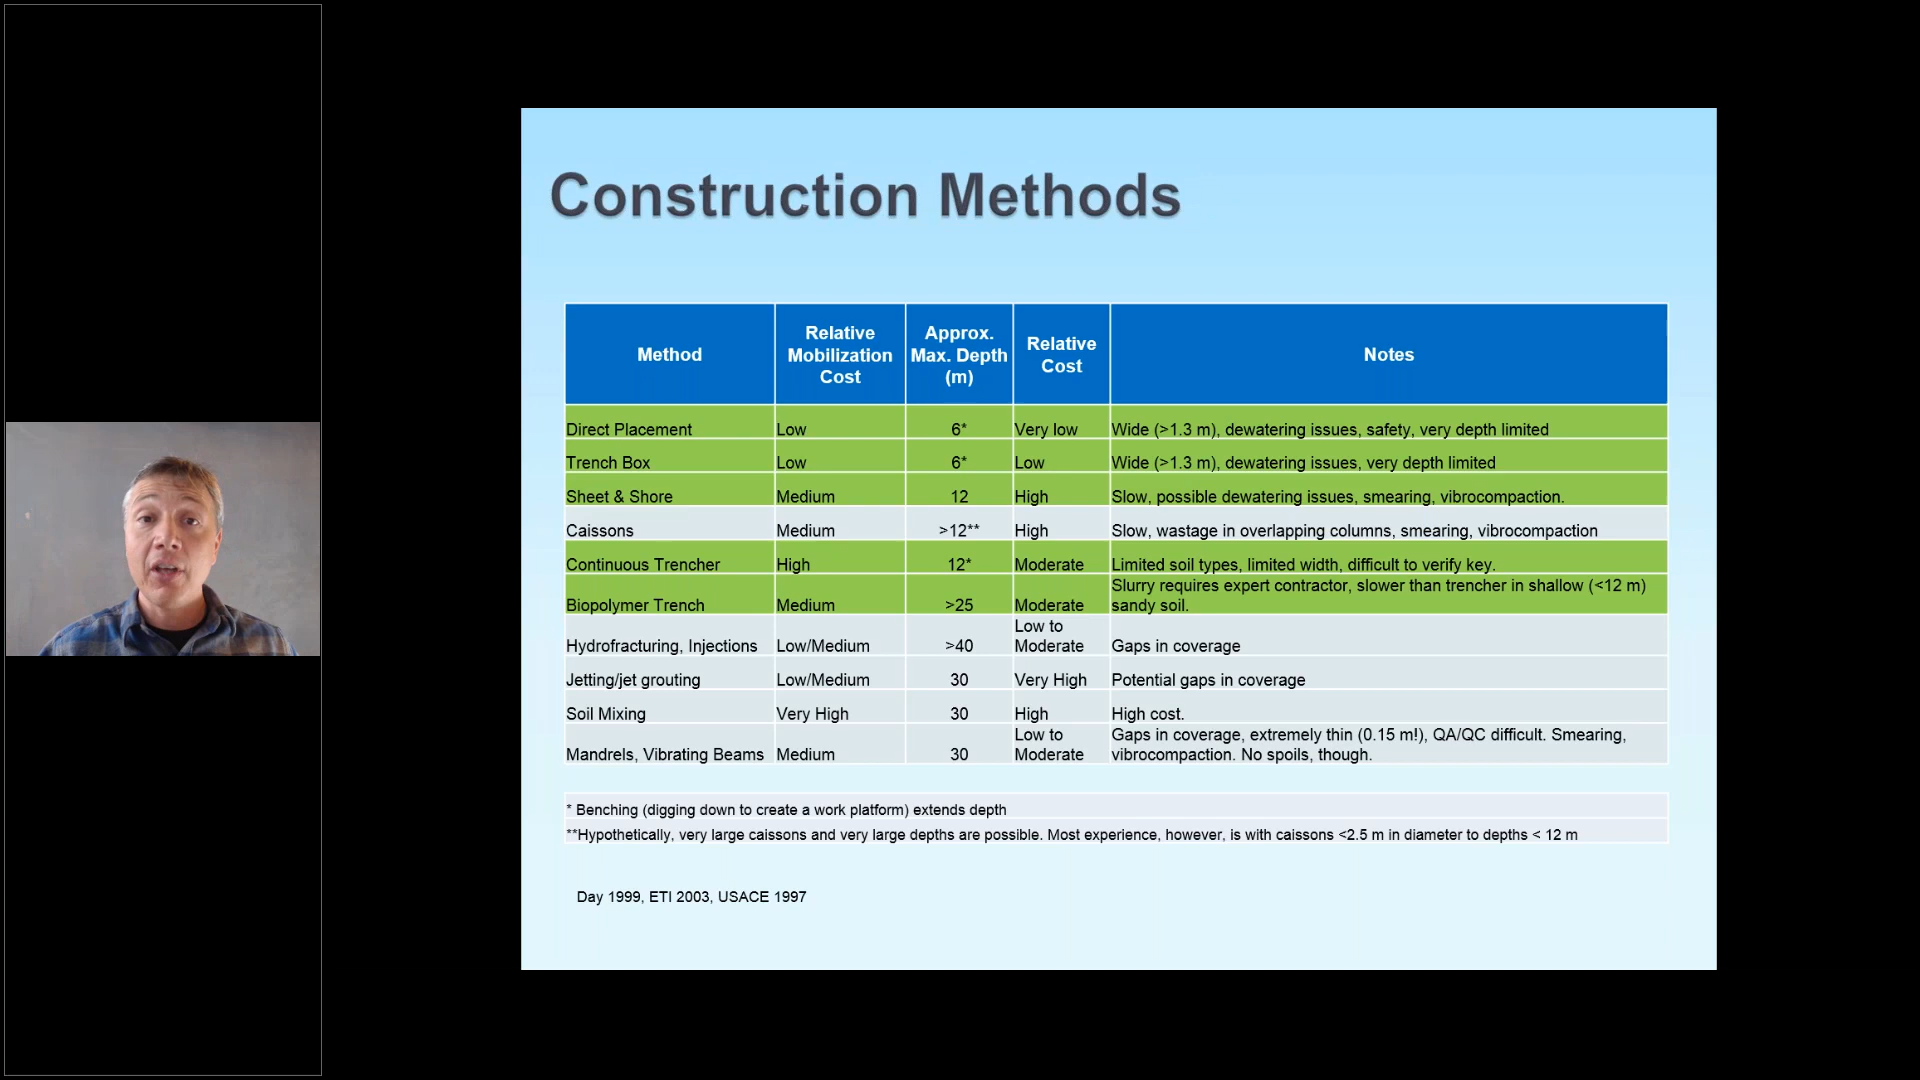 Construction Methods
Method
Relative
Mobilization
Cost
Approx.
Max. Depth
(m)
Relative
Cost
Notes
Direct Placement Low 6* Very low Wide (>1.3 m), dewatering issues, safety, very depth limited
Trench Box Low 6* Low Wide (>1.3 m), dewatering issues, very depth limited
Sheet & Shore Medium 12 High Slow, possible dewatering issues, smearing, vibrocompaction.
Caissons Medium >12** High Slow, wastage in overlapping columns, smearing, vibrocompaction
Continuous Trencher High 12* Moderate Limited soil types, limited width, difficult to verify key.
Slurry requires expert contractor, slower than trencher in shallow (<12 m)
Biopolymer Trench Medium >25 Moderate sandy soil.
Low to
Hydrofracturing, Injections Low/Medium >40 Moderate Gaps in coverage
Jetting/jet grouting Low/Medium 30 Very High Potential gaps in coverage
Soil Mixing Very High 30 High High cost.
Low to Gaps in coverage, extremely thin (0.15 m!), QA/QC difficult. Smearing,
Mandrels, Vibrating Beams Medium 30 Moderate vibrocompaction. No spoils, though.
* Benching (digging down to create a work platform) extends depth
**Hypothetically, very large caissons and very large depths are possible. Most experience, however, is with caissons <2.5 m in diameter to depths < 12 m
Day 1999, ETI 2003, USACE 1997